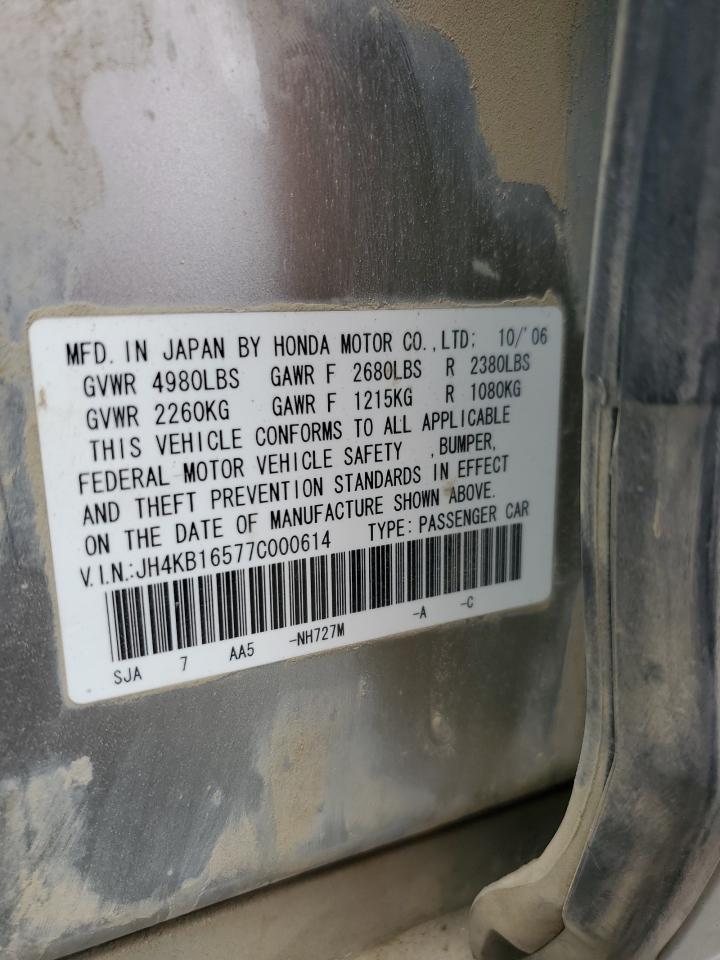 MFD. IN JAPAN BY HONDA MOTOR CO.,LTD; 10/'06
GVWR 4980LBS GAWR F 2680LBS R 2380LBS
GVWR 2260KG GAWR F 1215KG R 1080KG
THIS VEHICLE CONFORMS TO ALL APPLICABLE
FEDERAL MOTOR VEHICLE SAFETY ,BUMPER,
AND THEFT PREVENTION STANDARDS IN EFFECT
ON THE DATE OF MANUFACTURE SHOWN ABOVE.
V.I.N.:JH4KB16577C000614 TYPE: PASSENGER CAR
SJA 7 AA5 -NH727M -A -C